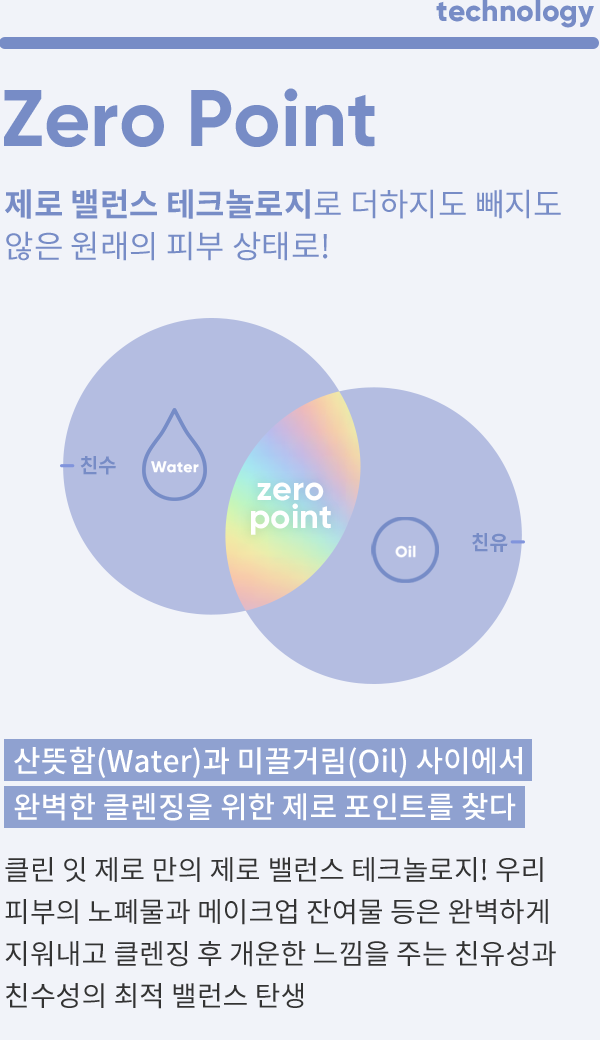 technology
Zero Point
제로 밸런스 테크놀로지로 더하지도 빼지도
않은 원래의 피부 상태로!
친수
Water
zero
point
Oil
친유
산뜻함(Water)과 미끌거림(Oil) 사이에서
완벽한 클렌징을 위한 제로 포인트를 찾다
클린 잇 제로 만의 제로 밸런스 테크놀로지! 우리
피부의 노폐물과 메이크업 잔여물 등은 완벽하게
지워내고 클렌징 후 개운한 느낌을 주는 친유성과
친수성의 최적 밸런스 탄생